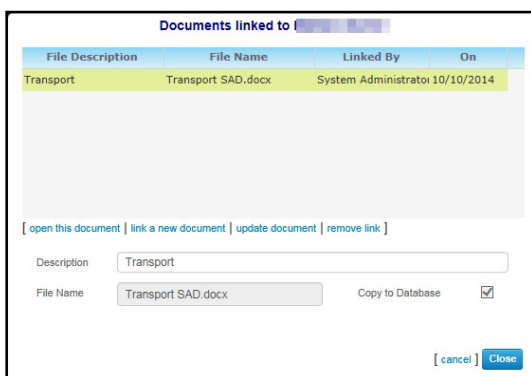 Documents linked to
File Description File Name Linked By On
Transport Transport SAD.docx System Administrator 10/10/2014
[ open this document | link a new document | update document | remove link ]
Description Transport
File Name Transport SAD.docx Copy to Database
[ cancel ] Close